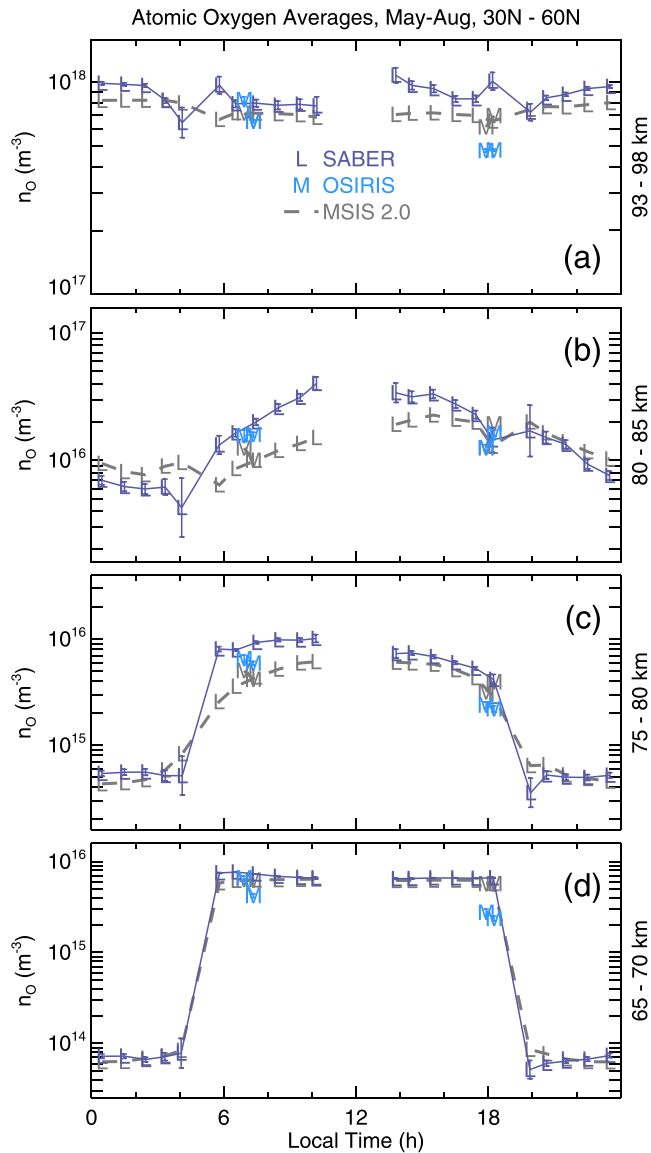 Atomic Oxygen Averages, May-Aug, 30N - 60N
10^18
10^17
n_O (m^-3)
L SABER
M OSIRIS
MSIS 2.0
(a)
93 - 98 km
10^17
10^16
n_O (m^-3)
(b)
80 - 85 km
10^16
10^15
n_O (m^-3)
(c)
75 - 80 km
10^16
10^15
10^14
n_O (m^-3)
(d)
65 - 70 km
0 6 12 18
Local Time (h)